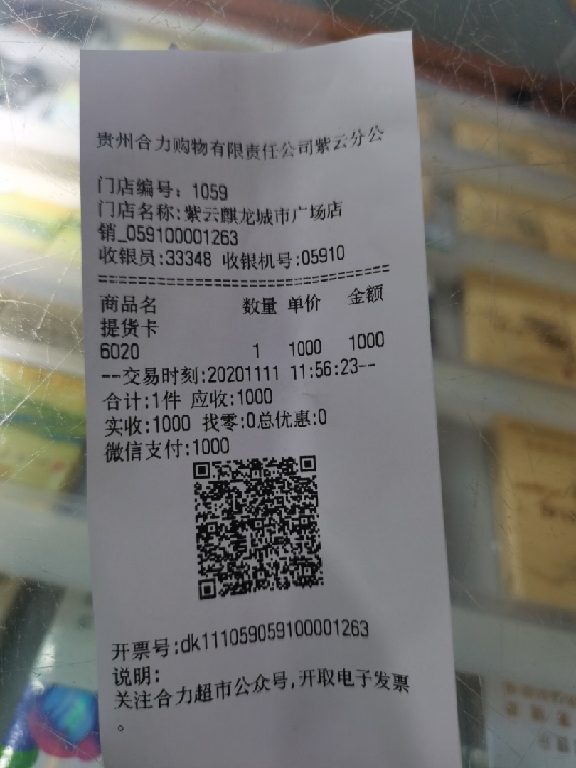 贵州合力购物有限责任公司紫云分公
门店编号: 1059
门店名称:紫云麒龙城市广场店
销_059100001263
收银员:33348 收银机号:05910
========================================
商品名 数量 单价 金额
提货卡
6020 1 1000 1000
--交易时刻:20201111 11:56:23--
合计:1件 应收:1000
实收:1000 找零:0总优惠:0
微信支付:1000
开票号:dk111059059100001263
说明:
关注合力超市公众号,开取电子发票
。